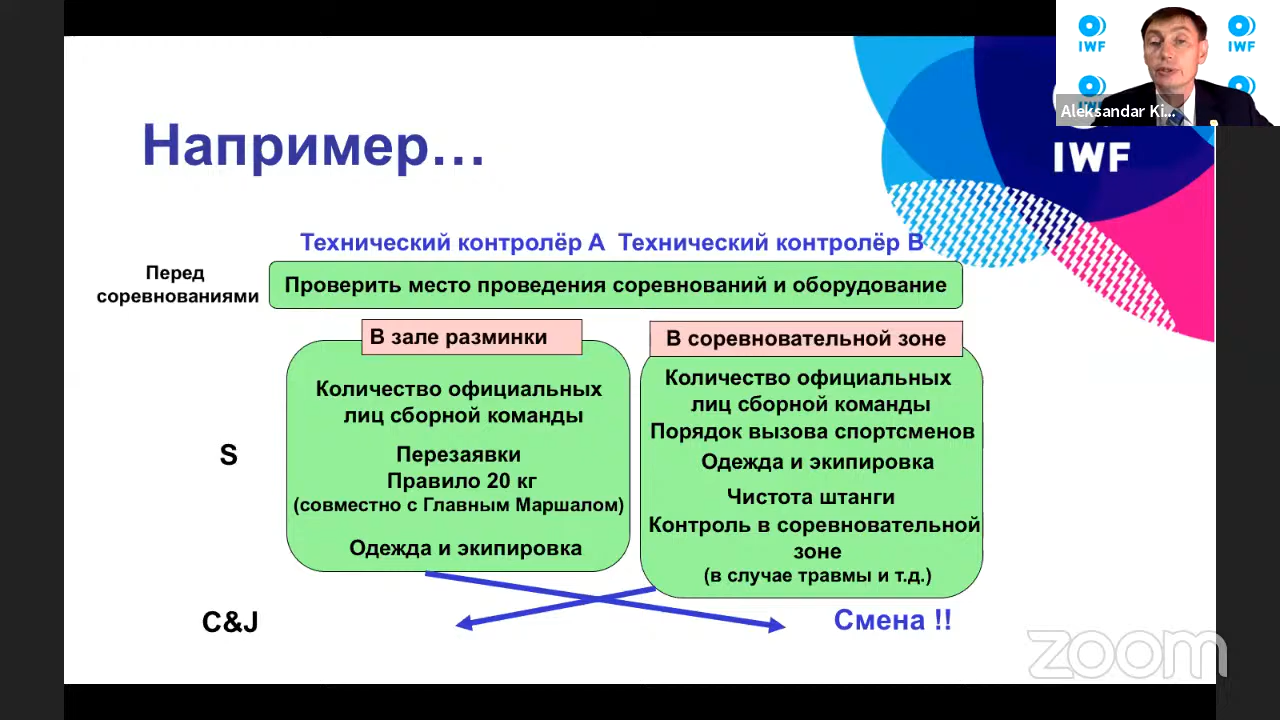 IWF
IWF
Aleksandar Ki...
IWF
Например…
Технический контролёр А Технический контролёр В
Перед
соревнованиями
Проверить место проведения соревнований и оборудование
В зале разминки
Количество официальных
лиц сборной команды
Перезаявки
Правило 20 кг
(совместно с Главным Маршалом)
Одежда и экипировка
В соревновательной зоне
Количество официальных
лиц сборной команды
Порядок вызова спортсменов
Одежда и экипировка
Чистота штанги
Контроль в соревновательной
зоне
(в случае травмы и т.д.)
S
C&J
Смена !!
zoom